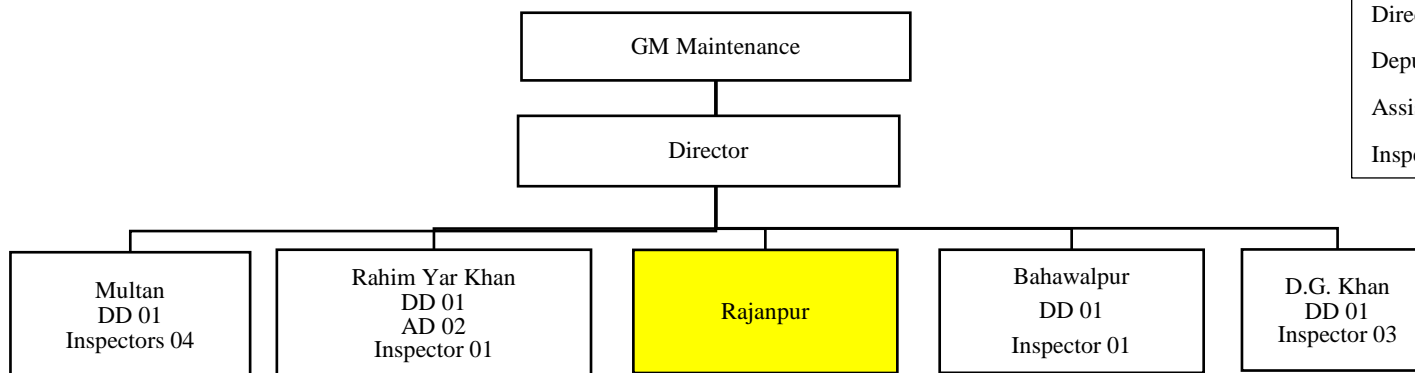 GM Maintenance
Director
Multan
DD 01
Inspectors 04
Rahim Yar Khan
DD 01
AD 02
Inspector 01
Rajanpur
Bahawalpur
DD 01
Inspector 01
D.G. Khan
DD 01
Inspector 03